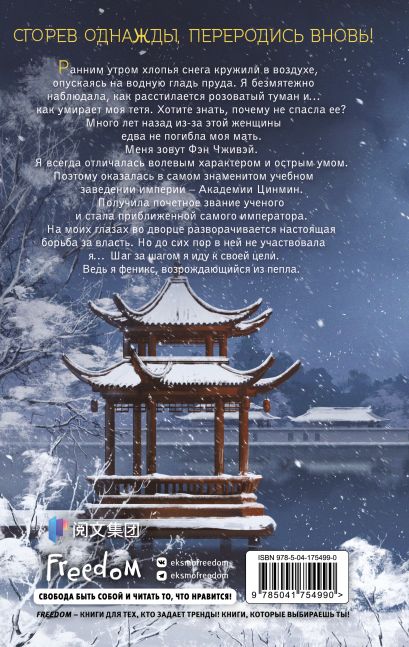 СГОРЕВ ОДНАЖДЫ, ПЕРЕРОДИСЬ ВНОВЬ!
Ранним утром хлопья снега кружили в воздухе,
опускаясь на водную гладь пруда. Я безмятежно
наблюдала, как расстилается розоватый туман и...
как умирает моя тетя. Хотите знать, почему не спасла ее?
Много лет назад из-за этой женщины
едва не погибла моя мать.
Меня зовут Фэн Чживэй.
Я всегда отличалась волевым характером и острым умом.
Поэтому оказалась в самом знаменитом учебном
заведении империи – Академии Цинмин.
Получила почетное звание ученого
и стала приближённой самого императора.
На моих глазах во дворце разворачивается настоящая
борьба за власть. Но до сих пор в ней не участвовала
я... Шаг за шагом я иду к своей цели.
Ведь я феникс, возрождающийся из пепла.
阅文集团
Freedom
eksmofreedom
eksmofreedom
СВОБОДА БЫТЬ СОБОЙ И ЧИТАТЬ ТО, ЧТО НРАВИТСЯ!
FREEDOM – КНИГИ ДЛЯ ТЕХ, КТО ЗАДАЕТ ТРЕНДЫ! КНИГИ, КОТОРЫЕ ВЫБИРАЕШЬ ТЫ!
ISBN 978-5-04-175499-0
9 785041 754990 >